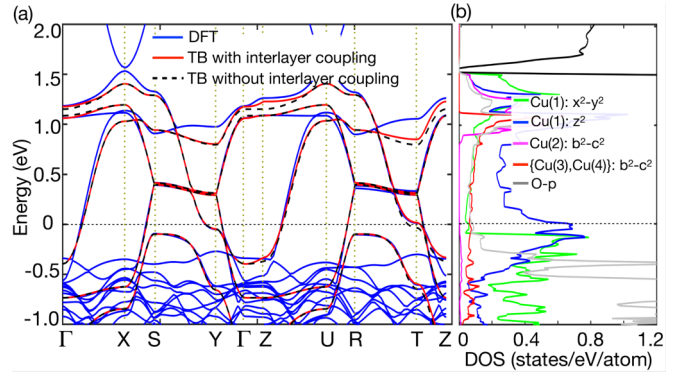 (a)
2.0
1.5
1.0
0.5
0
-0.5
-1.0
Energy (eV)
DFT
TB with interlayer coupling
TB without interlayer coupling
Γ X S Y Γ Z U R T Z
(b)
Cu(1): x²-y²
Cu(1): z²
Cu(2): b²-c²
{Cu(3),Cu(4)}: b²-c²
O-p
0 0.4 0.8 1.2
DOS (states/eV/atom)